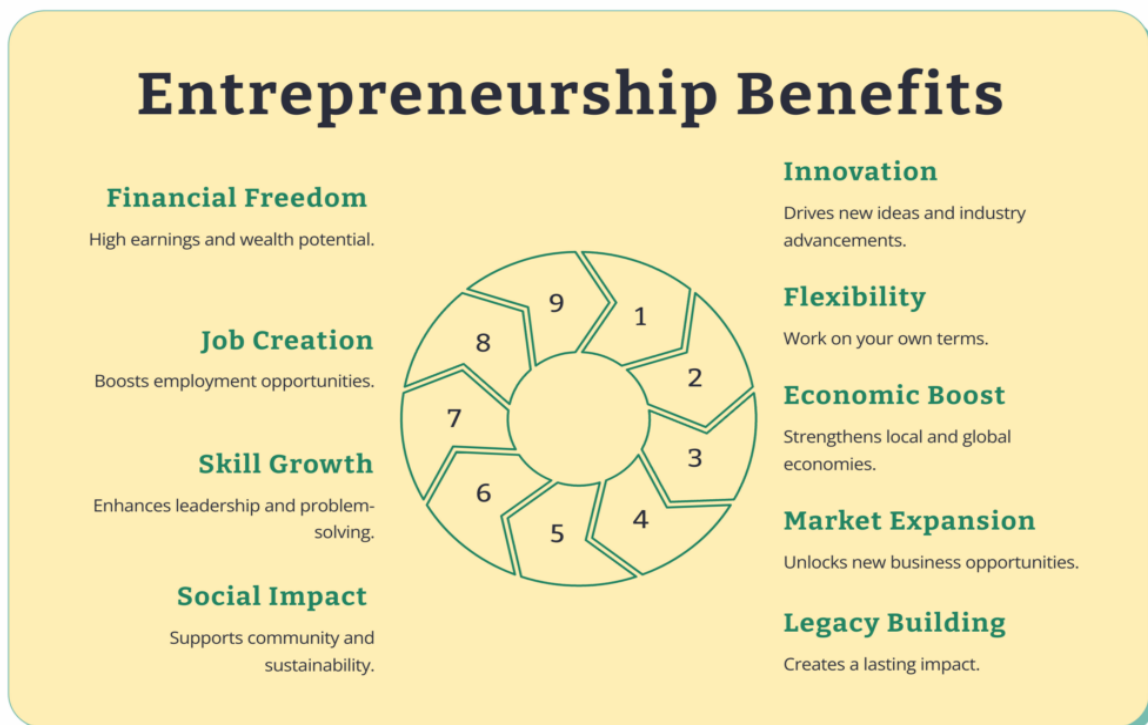 Entrepreneurship Benefits
Financial Freedom
High earnings and wealth potential.
Job Creation
Boosts employment opportunities.
Skill Growth
Enhances leadership and problem-
solving.
Social Impact
Supports community and
sustainability.
9
1
8
2
7
3
6
4
5
Innovation
Drives new ideas and industry
advancements.
Flexibility
Work on your own terms.
Economic Boost
Strengthens local and global
economies.
Market Expansion
Unlocks new business opportunities.
Legacy Building
Creates a lasting impact.